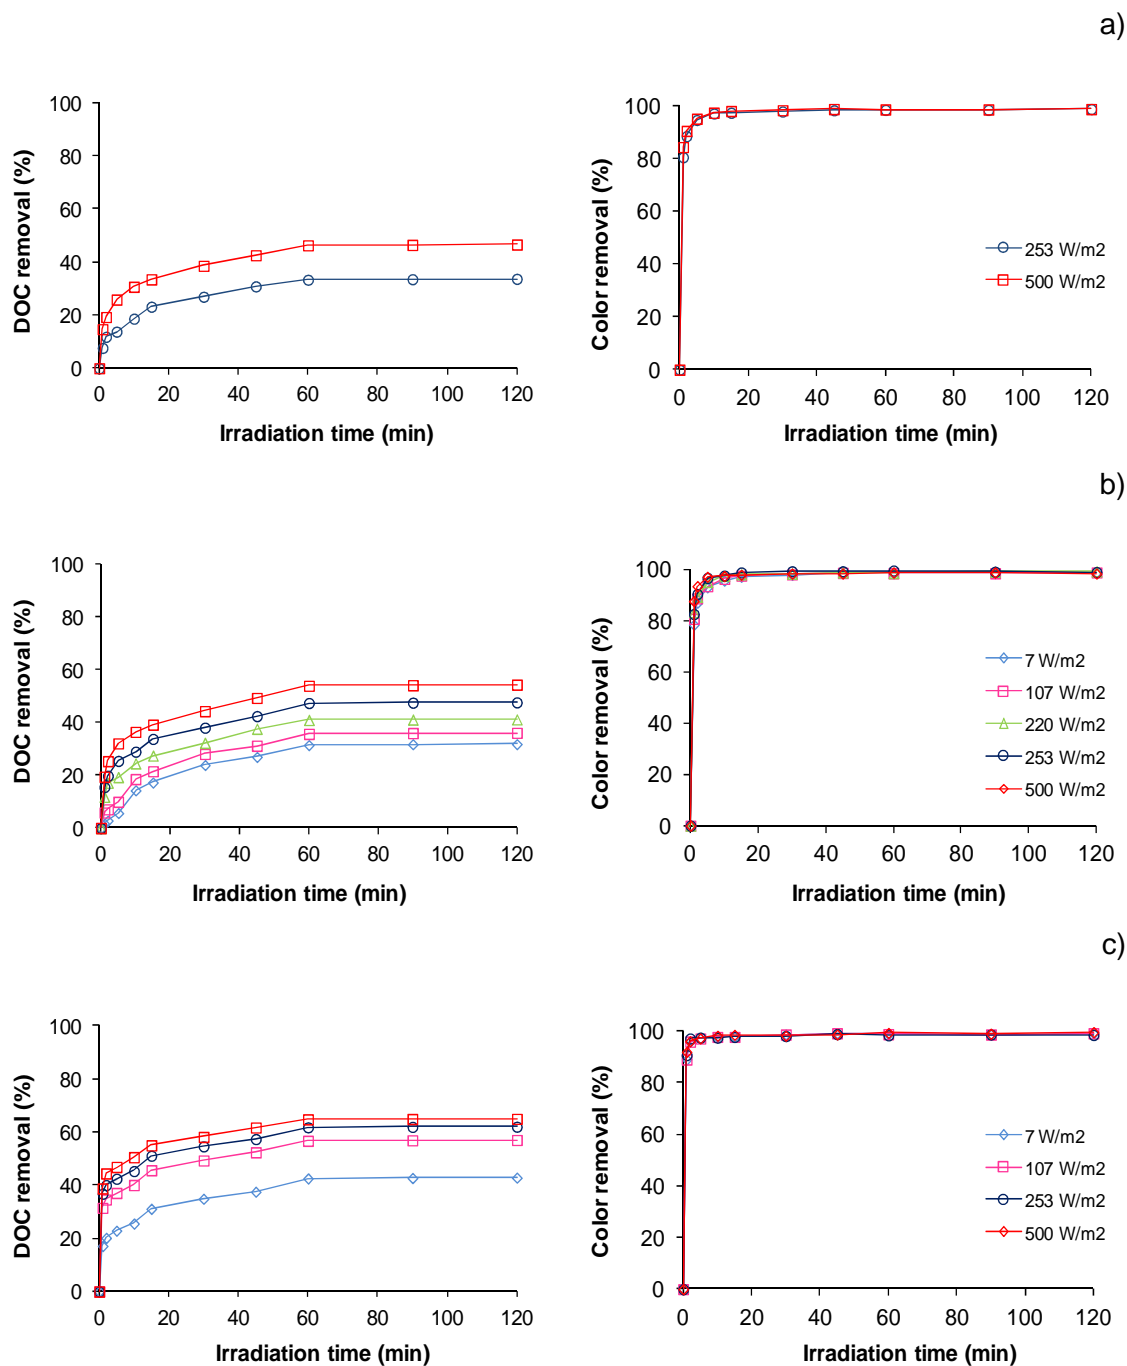 a)
100
80
60
40
20
0
0 20 40 60 80 100 120
DOC removal (%)
Irradiation time (min)
100
80
60
40
20
0
0 20 40 60 80 100 120
Color removal (%)
Irradiation time (min)
253 W/m2
500 W/m2
b)
100
80
60
40
20
0
0 20 40 60 80 100 120
DOC removal (%)
Irradiation time (min)
100
80
60
40
20
0
0 20 40 60 80 100 120
Color removal (%)
Irradiation time (min)
7 W/m2
107 W/m2
220 W/m2
253 W/m2
500 W/m2
c)
100
80
60
40
20
0
0 20 40 60 80 100 120
DOC removal (%)
Irradiation time (min)
100
80
60
40
20
0
0 20 40 60 80 100 120
Color removal (%)
Irradiation time (min)
7 W/m2
107 W/m2
253 W/m2
500 W/m2